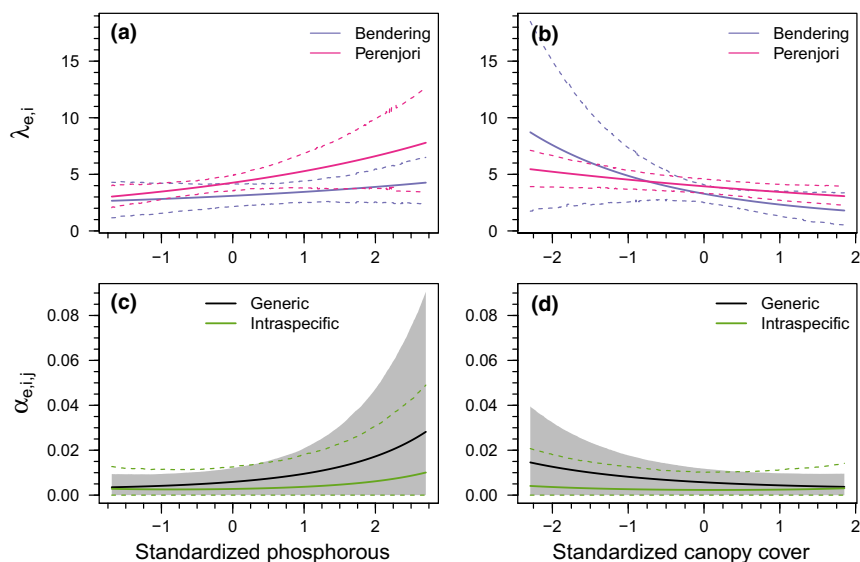 (a)
Bendering
Perenjori
(b)
Bendering
Perenjori
λe,i
15
10
5
0
15
10
5
0
−1 0 1 2
−2 −1 0 1 2
(c)
Generic
Intraspecific
(d)
Generic
Intraspecific
αe,i,j
0.08
0.06
0.04
0.02
0.00
0.08
0.06
0.04
0.02
0.00
−1 0 1 2
−2 −1 0 1 2
Standardized phosphorous
Standardized canopy cover